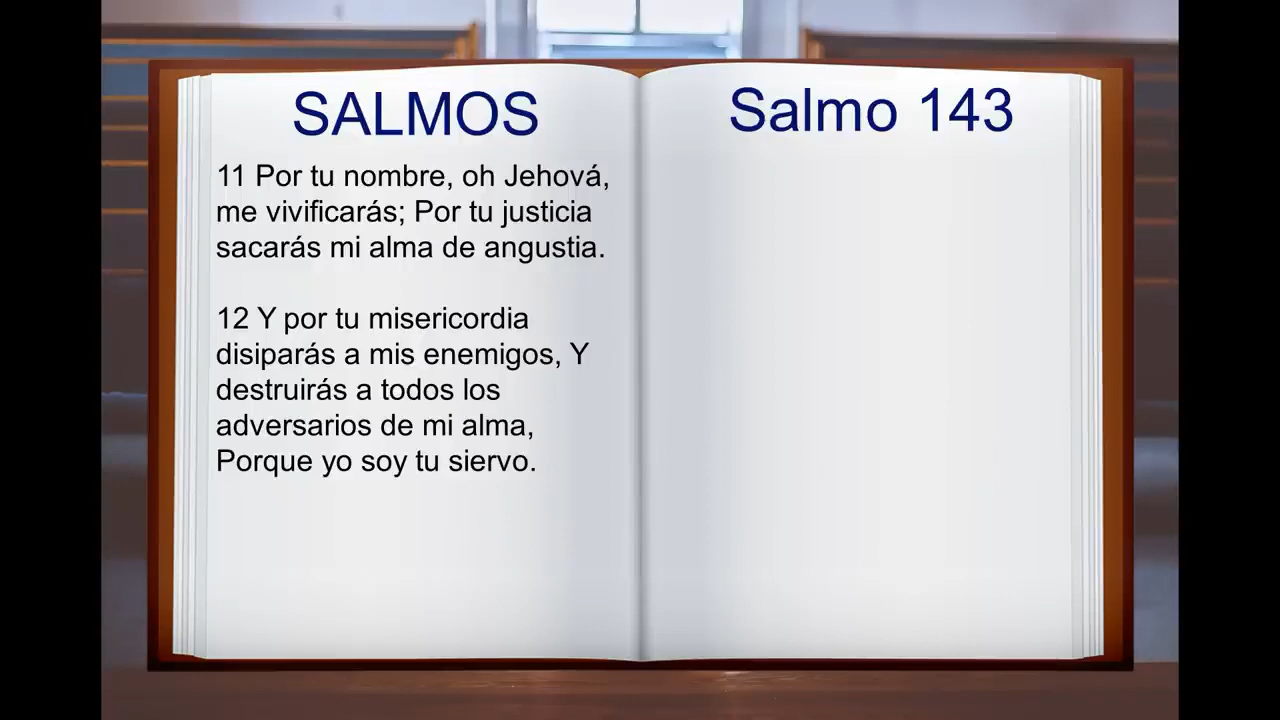 SALMOS
Salmo 143
11 Por tu nombre, oh Jehová,
me vivificarás; Por tu justicia
sacarás mi alma de angustia.
12 Y por tu misericordia
disiparás a mis enemigos, Y
destruirás a todos los
adversarios de mi alma,
Porque yo soy tu siervo.